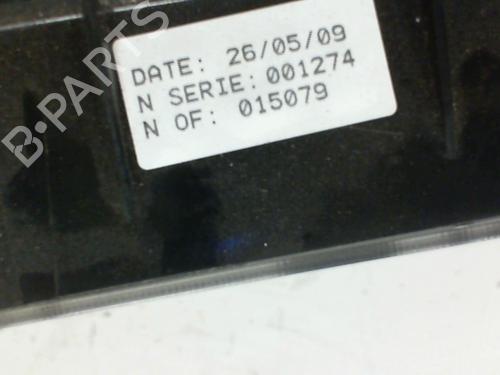 B-PARTS
DATE: 26/05/09
N SERIE: 001274
N OF: 015079